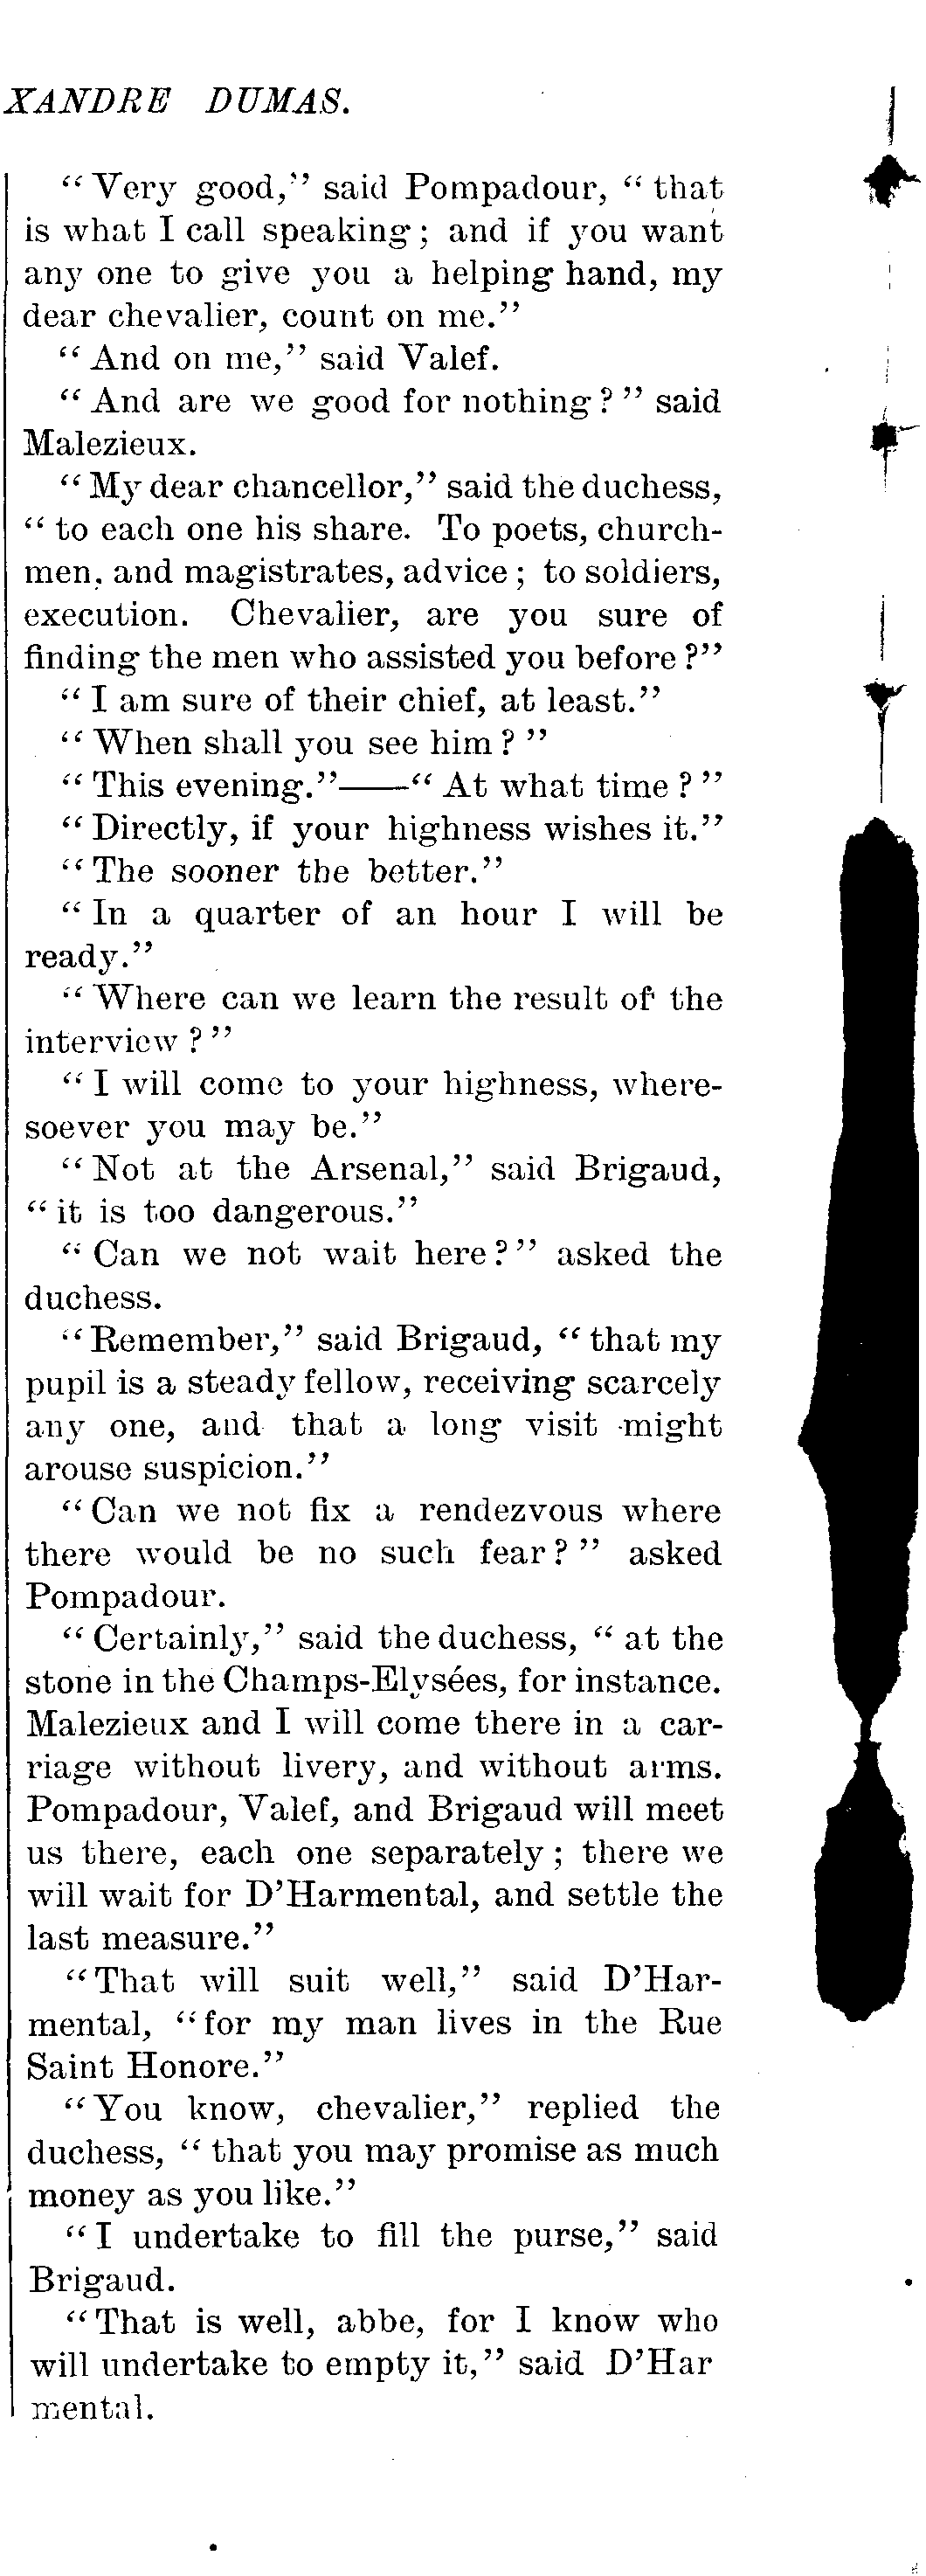 XANDRE DUMAS.
"Very good," said Pompadour, "that
is what I call speaking; and if you want
any one to give you a helping hand, my
dear chevalier, count on me."
"And on me," said Valef.
"And are we good for nothing?" said
Malezieux.
"My dear chancellor," said the duchess,
"to each one his share. To poets, church-
men, and magistrates, advice; to soldiers,
execution. Chevalier, are you sure of
finding the men who assisted you before?"
"I am sure of their chief, at least."
"When shall you see him?"
"This evening."——"At what time?"
"Directly, if your highness wishes it."
"The sooner the better."
"In a quarter of an hour I will be
ready."
"Where can we learn the result of the
interview?"
"I will come to your highness, where-
soever you may be."
"Not at the Arsenal," said Brigaud,
"it is too dangerous."
"Can we not wait here?" asked the
duchess.
"Remember," said Brigaud, "that my
pupil is a steady fellow, receiving scarcely
any one, and that a long visit might
arouse suspicion."
"Can we not fix a rendezvous where
there would be no such fear?" asked
Pompadour.
"Certainly," said the duchess, "at the
stone in the Champs-Elysées, for instance.
Malezieux and I will come there in a car-
riage without livery, and without arms.
Pompadour, Valef, and Brigaud will meet
us there, each one separately; there we
will wait for D'Harmental, and settle the
last measure."
"That will suit well," said D'Har-
mental, "for my man lives in the Rue
Saint Honore."
"You know, chevalier," replied the
duchess, "that you may promise as much
money as you like."
"I undertake to fill the purse," said
Brigaud.
"That is well, abbe, for I know who
will undertake to empty it," said D'Har
mental.